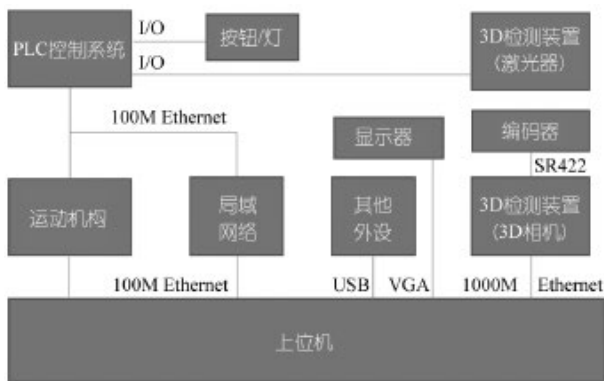 I/O
按钮/灯
PLC控制系统
I/O
3D检测装置
(激光器)
100M Ethernet
显示器
编码器
SR422
运动机构
局域
网络
其他
外设
3D检测装置
(3D相机)
100M Ethernet
USB
VGA
1000M
Ethernet
上位机